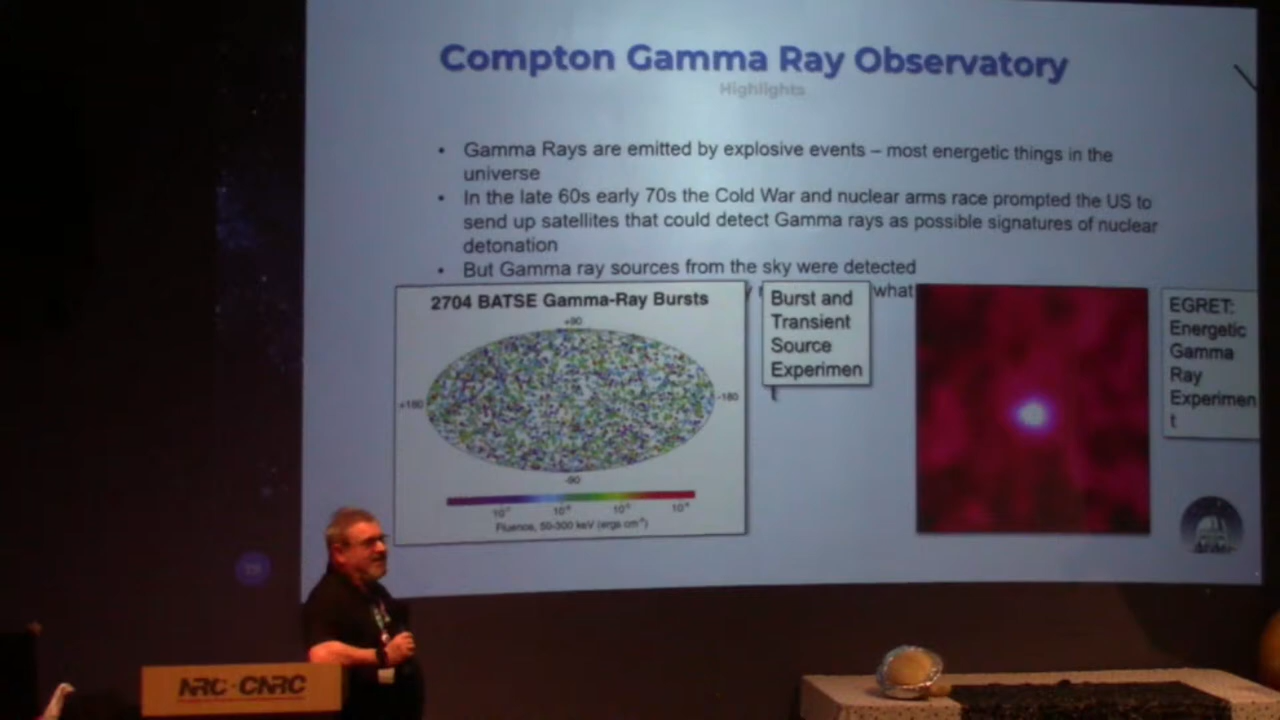 Compton Gamma Ray Observatory
Highlights
• Gamma Rays are emitted by explosive events – most energetic things in the
universe
• In the late 60s early 70s the Cold War and nuclear arms race prompted the US to
send up satellites that could detect Gamma rays as possible signatures of nuclear
detonation
• But Gamma ray sources from the sky were detected
what
2704 BATSE Gamma-Ray Bursts
+90
+180
-180
-90
Fluence, 50-300 keV (ergs cm⁻²)
Burst and
Transient
Source
Experimen
t
EGRET:
Energetic
Gamma
Ray
Experimen
t
NRC·CNRC